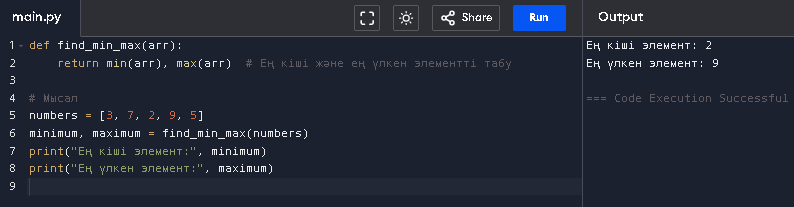 main.py
Share
Run
Output
1 def find_min_max(arr):
2     return min(arr), max(arr)  # Ең кіші және ең үлкен элементті табу
3
4 # Мысал
5 numbers = [3, 7, 2, 9, 5]
6 minimum, maximum = find_min_max(numbers)
7 print("Ең кіші элемент:", minimum)
8 print("Ең үлкен элемент:", maximum)
9
Ең кіші элемент: 2
Ең үлкен элемент: 9
=== Code Execution Successful